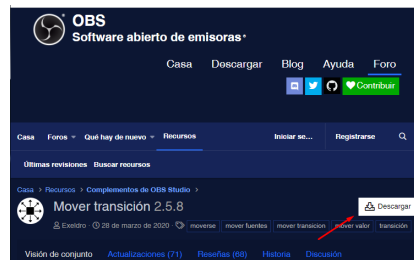 OBS
Software abierto de emisoras*
Casa Descargar Blog Ayuda Foro
Contribuir
Casa Foros Qué hay de nuevo Recursos Iniciar se... Registrarse
Últimas revisiones Buscar recursos
Casa > Recursos > Complementos de OBS Studio >
Mover transición 2.5.8
Descargar
Exeldro 28 de marzo de 2020 moverse mover fuentes mover transicion mover valor transición
Visión de conjunto Actualizaciones (71) Reseñas (68) Historia Discusión